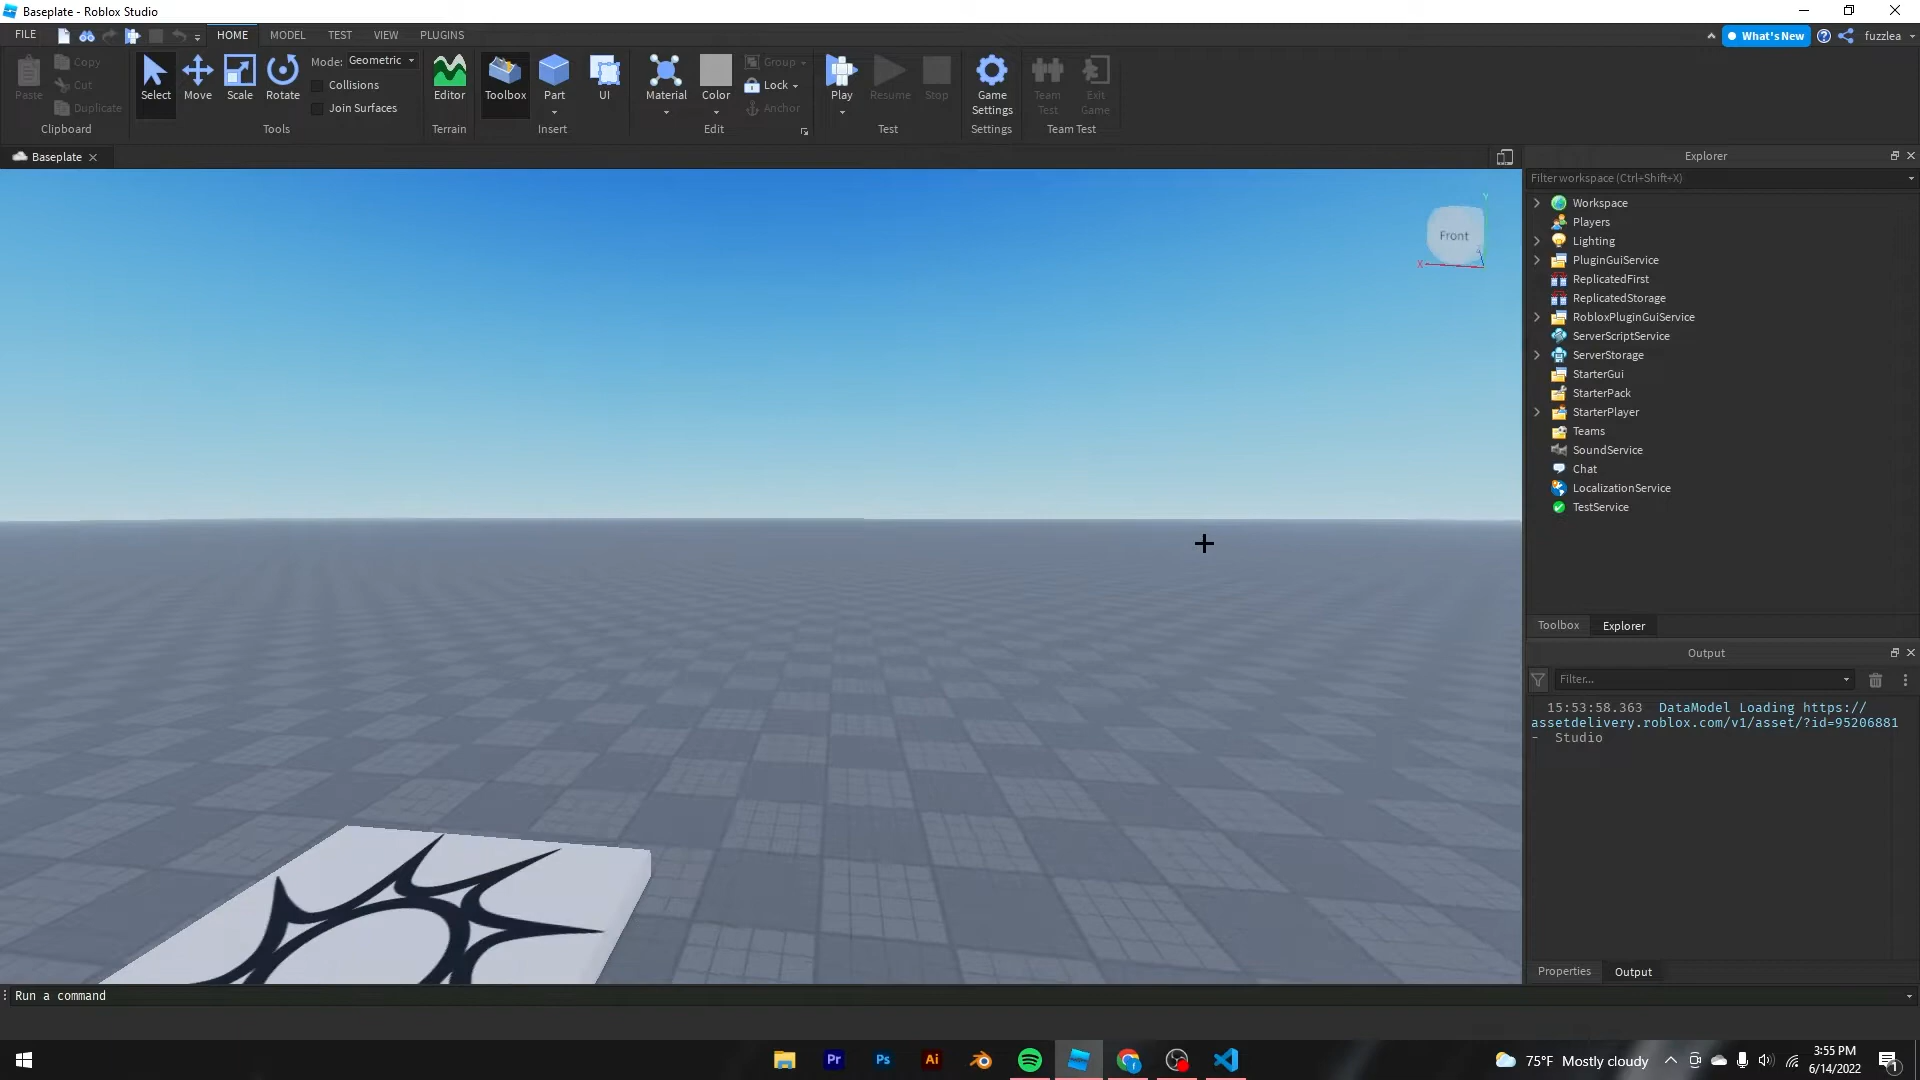 Baseplate - Roblox Studio
FILE
HOME
MODEL
TEST
VIEW
PLUGINS
What's New
fuzzlea
Paste
Copy
Cut
Duplicate
Clipboard
Select
Move
Scale
Rotate
Mode: Geometric
Collisions
Join Surfaces
Tools
Editor
Terrain
Toolbox
Part
UI
Insert
Material
Color
Group
Lock
Anchor
Edit
Play
Resume
Stop
Test
Game
Settings
Settings
Team
Test
Exit
Game
Team Test
Baseplate
Front
Y
X
Explorer
Filter workspace (Ctrl+Shift+X)
Workspace
Players
Lighting
PluginGuiService
ReplicatedFirst
ReplicatedStorage
RobloxPluginGuiService
ServerScriptService
ServerStorage
StarterGui
StarterPack
StarterPlayer
Teams
SoundService
Chat
LocalizationService
TestService
Toolbox
Explorer
Output
Filter...
15:53:58.363 DataModel Loading https://
assetdelivery.roblox.com/v1/asset/?id=95206881
- Studio
Properties
Output
Run a command
Pr
Ps
Ai
75°F Mostly cloudy
3:55 PM
6/14/2022
1